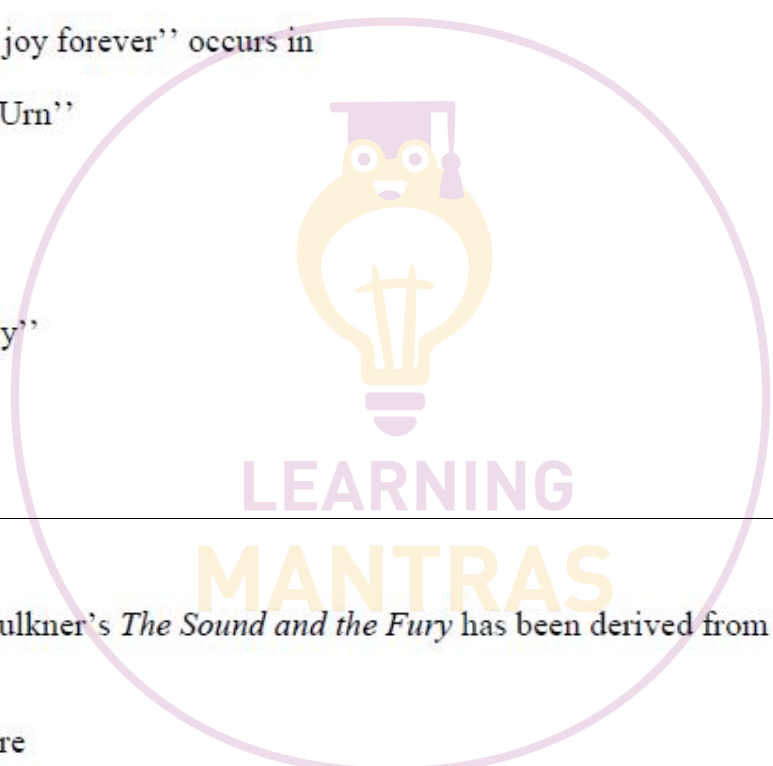 joy forever’’ occurs in
Urn’’
y’’
LEARNING
MANTRAS
ulkner’s The Sound and the Fury has been derived from
re